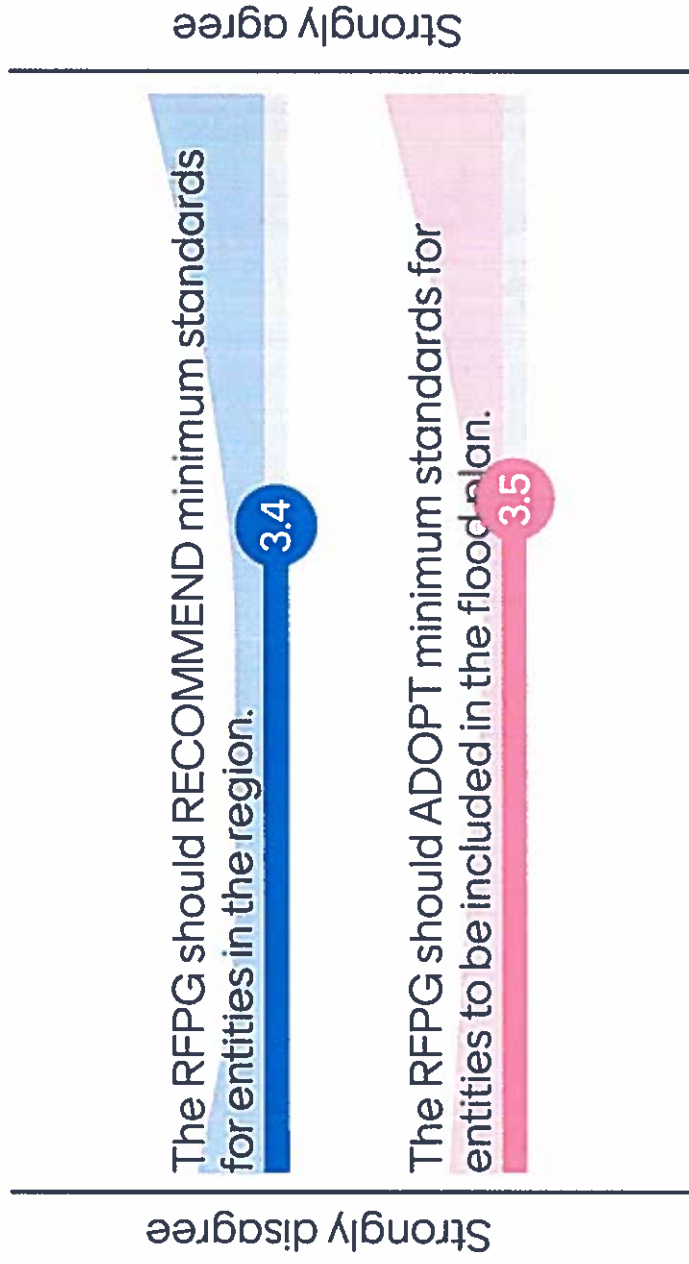 Strongly disagree
The RFPG should RECOMMEND minimum standards
for entities in the region.
3.4
The RFPG should ADOPT minimum standards for
entities to be included in the flood plan.
3.5
Strongly agree